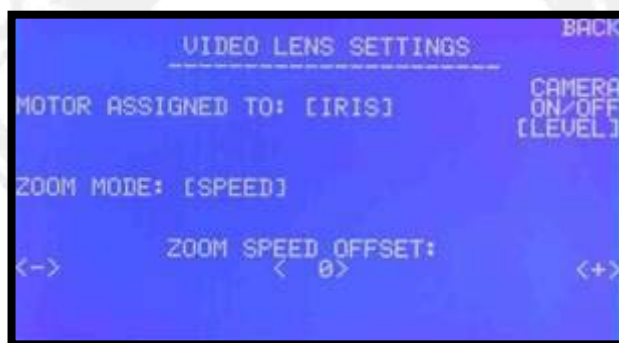 BACK
VIDEO LENS SETTINGS
MOTOR ASSIGNED TO: [IRIS]
CAMERA
ON/OFF
[LEVEL]
ZOOM MODE: [SPEED]
ZOOM SPEED OFFSET:
<-> < 0> <+>